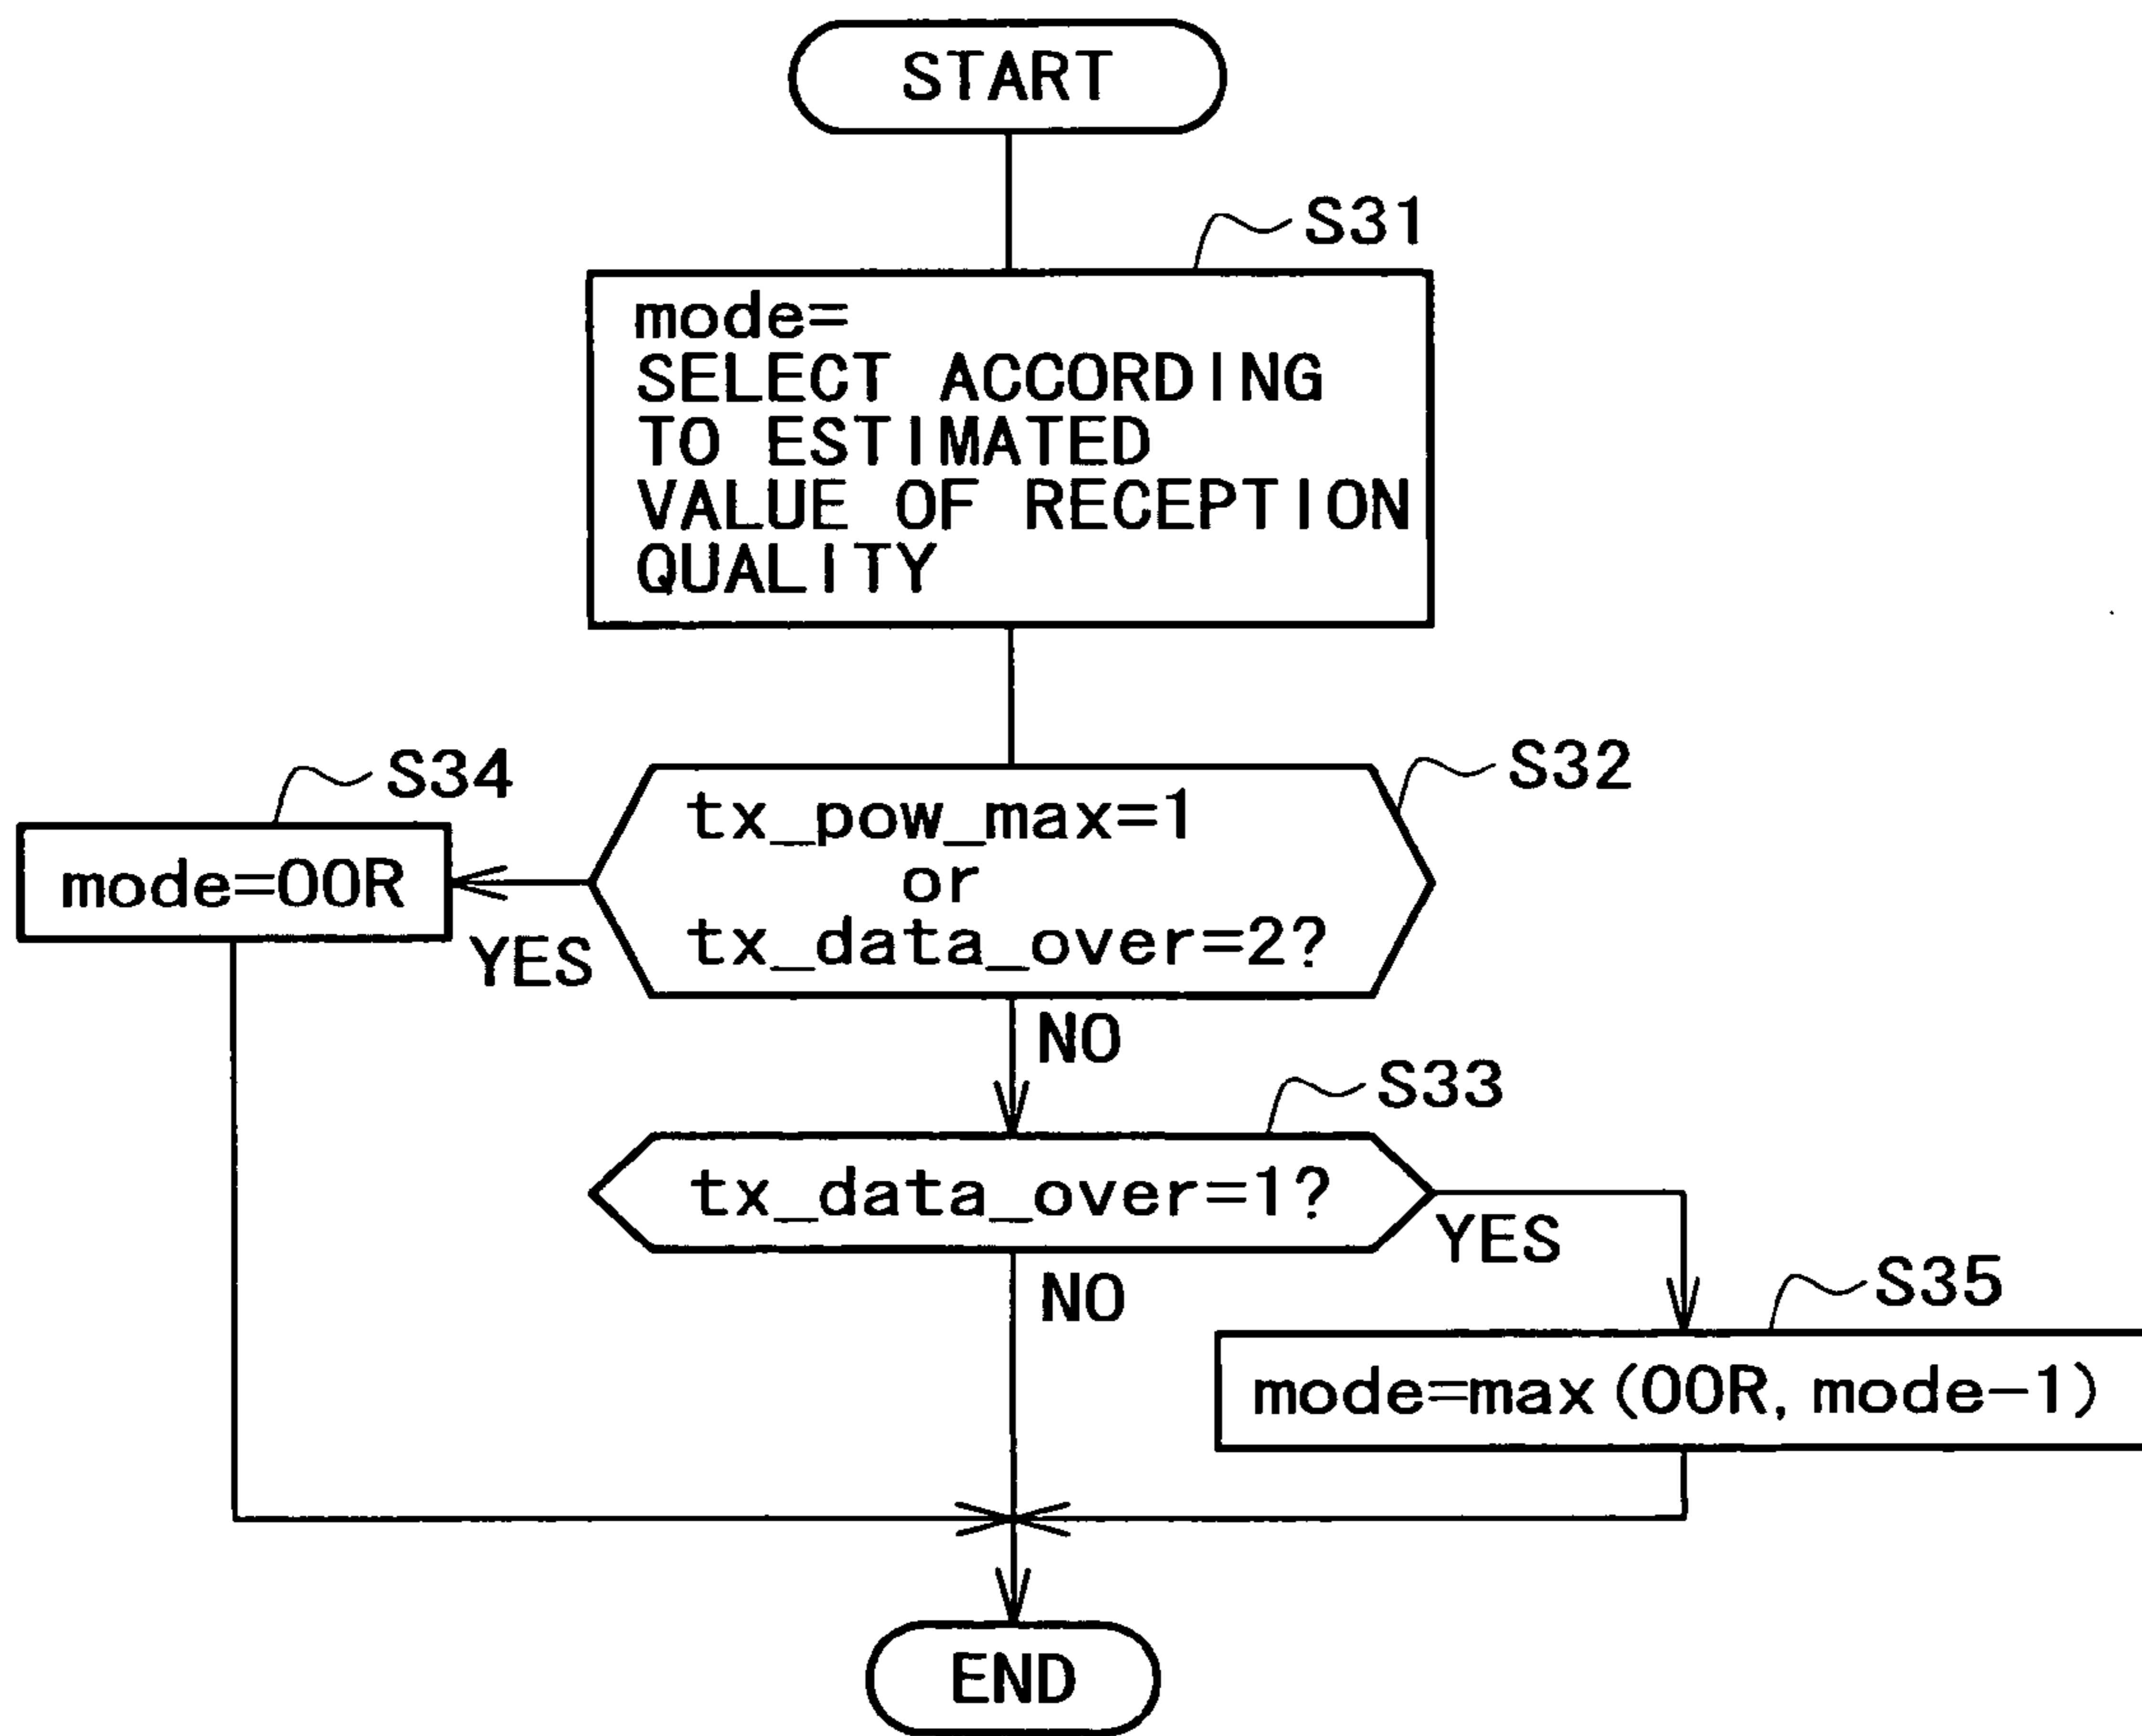 START
S31
mode=
SELECT ACCORDING
TO ESTIMATED
VALUE OF RECEPTION
QUALITY
S32
tx_pow_max=1
or
tx_data_over=2?
S34
mode=OOR
YES
NO
S33
tx_data_over=1?
YES
NO
S35
mode=max(OOR, mode-1)
END